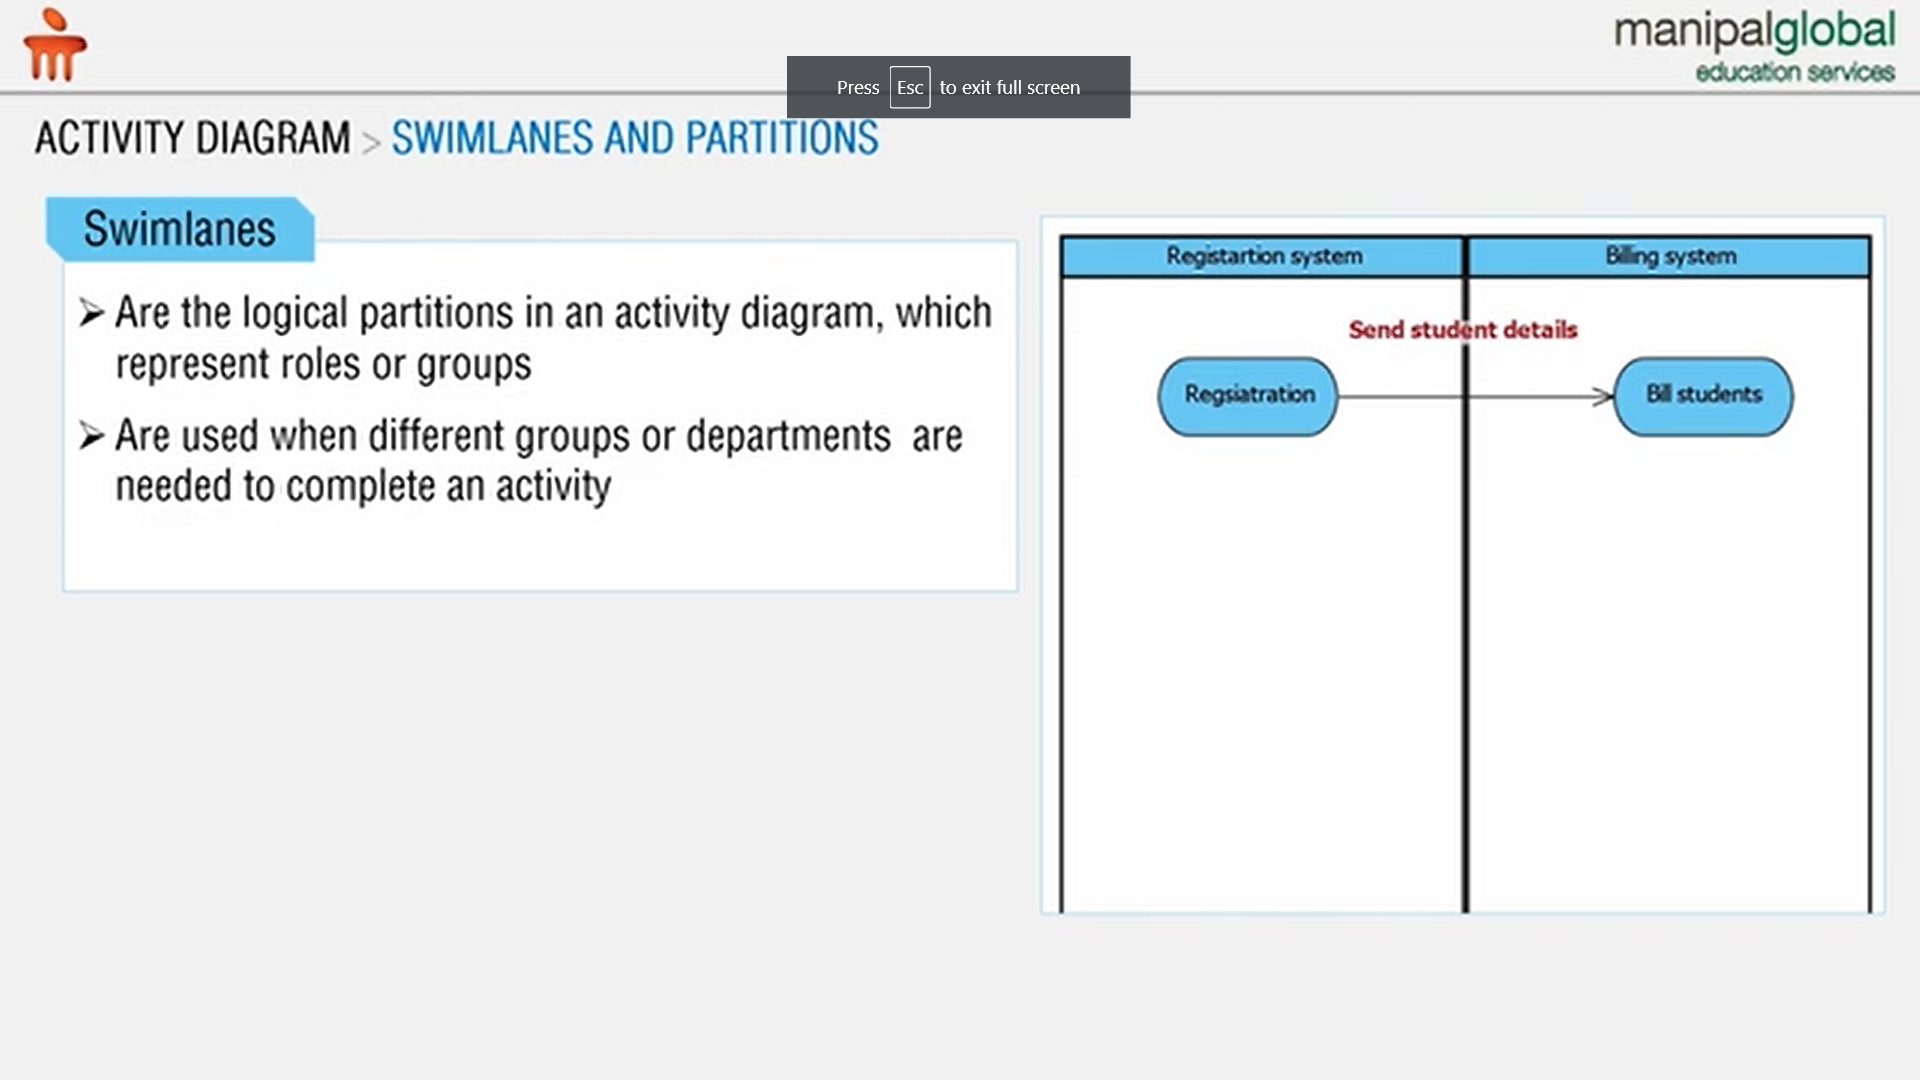 manipalglobal
education services
Press Esc to exit full screen
ACTIVITY DIAGRAM > SWIMLANES AND PARTITIONS
Swimlanes
➢ Are the logical partitions in an activity diagram, which
represent roles or groups
➢ Are used when different groups or departments are
needed to complete an activity
Registartion system
Billing system
Send student details
Regsiatration
Bill students